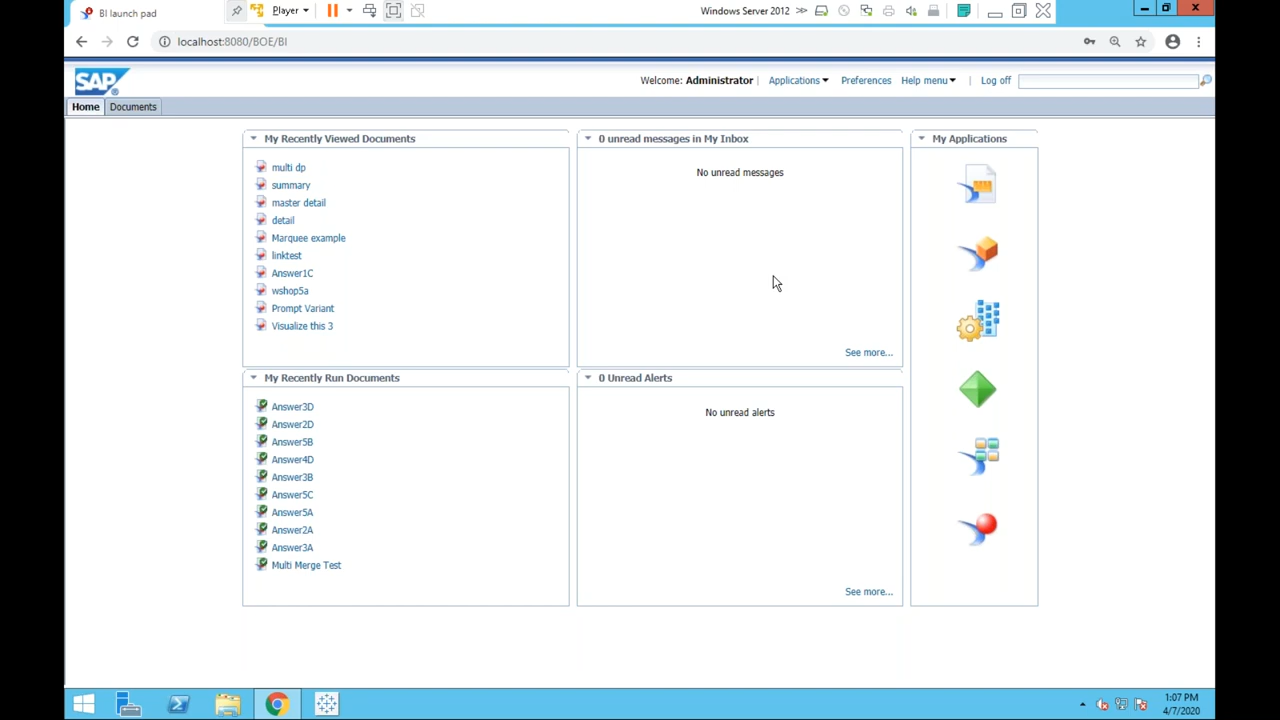 BI launch pad
Player
Windows Server 2012
localhost:8080/BOE/BI
SAP
Welcome: Administrator
Applications
Preferences
Help menu
Log off
Home
Documents
My Recently Viewed Documents
multi dp
summary
master detail
detail
Marquee example
linktest
Answer1C
wshop5a
Prompt Variant
Visualize this 3
0 unread messages in My Inbox
No unread messages
See more...
My Applications
My Recently Run Documents
Answer3D
Answer2D
Answer5B
Answer4D
Answer3B
Answer5C
Answer5A
Answer2A
Answer3A
Multi Merge Test
0 Unread Alerts
No unread alerts
See more...
1:07 PM
4/7/2020